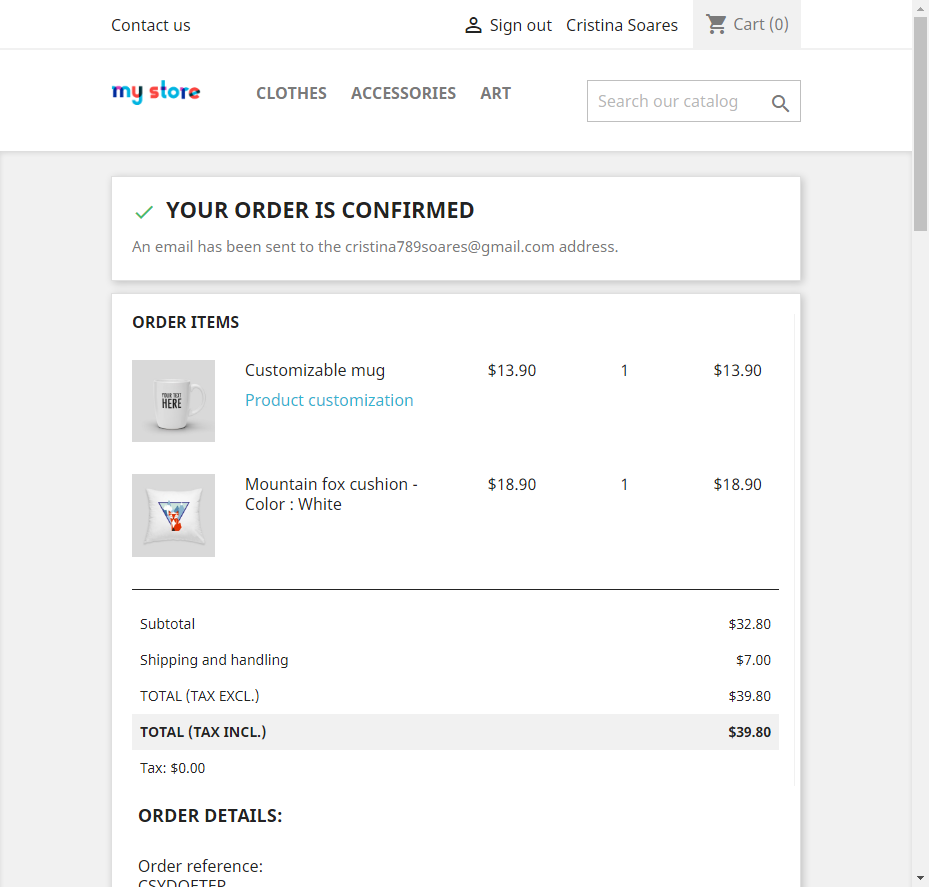 Contact us
Sign out Cristina Soares Cart (0)
my store
CLOTHES ACCESSORIES ART
Search our catalog
YOUR ORDER IS CONFIRMED
An email has been sent to the cristina789soares@gmail.com address.
ORDER ITEMS
YOUR TEXT
HERE
Customizable mug $13.90 1 $13.90
Product customization
Mountain fox cushion - $18.90 1 $18.90
Color : White
Subtotal $32.80
Shipping and handling $7.00
TOTAL (TAX EXCL.) $39.80
TOTAL (TAX INCL.) $39.80
Tax: $0.00
ORDER DETAILS:
Order reference: